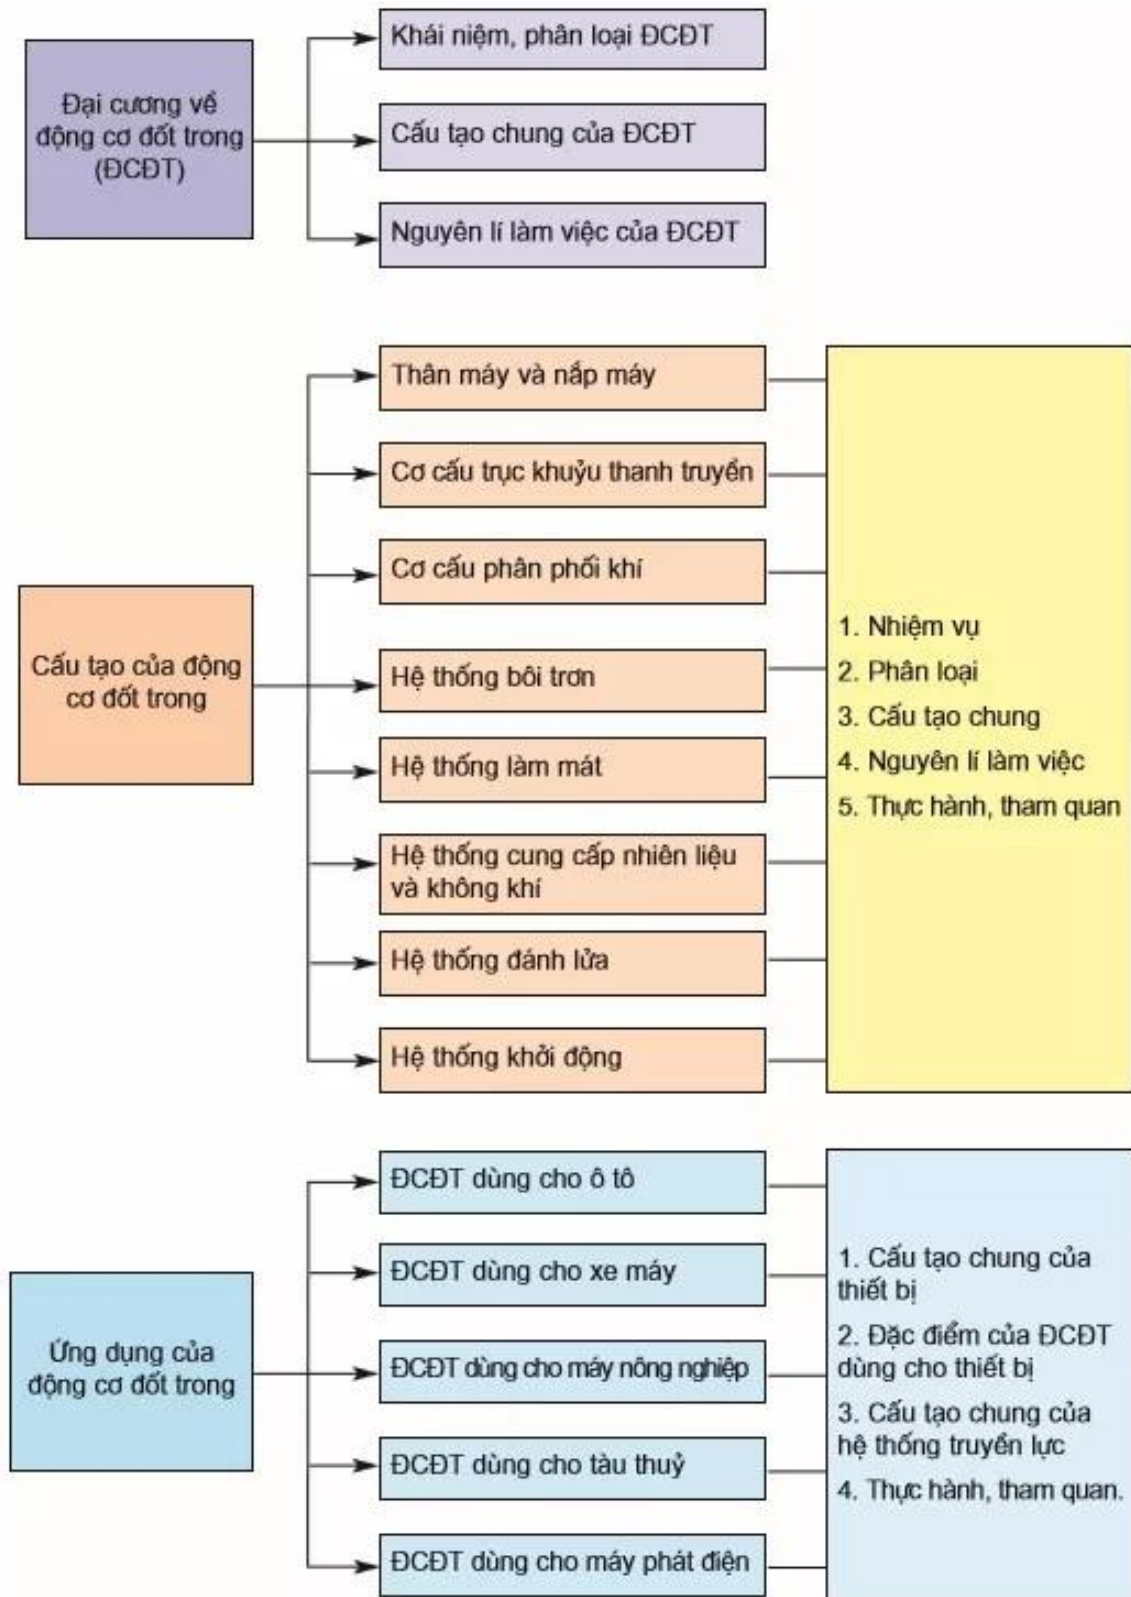 Khái niệm, phân loại ĐCĐT
Đại cương về
động cơ đốt trong
(ĐCĐT)
Cấu tạo chung của ĐCĐT
Nguyên lí làm việc của ĐCĐT
Thân máy và nắp máy
Cơ cấu trục khuỷu thanh truyền
Cơ cấu phân phối khí
Cấu tạo của động
cơ đốt trong
Hệ thống bôi trơn
Hệ thống làm mát
Hệ thống cung cấp nhiên liệu
và không khí
Hệ thống đánh lửa
Hệ thống khởi động
1. Nhiệm vụ
2. Phân loại
3. Cấu tạo chung
4. Nguyên lí làm việc
5. Thực hành, tham quan
ĐCĐT dùng cho ô tô
ĐCĐT dùng cho xe máy
Ứng dụng của
động cơ đốt trong
ĐCĐT dùng cho máy nông nghiệp
ĐCĐT dùng cho tàu thuỷ
ĐCĐT dùng cho máy phát điện
1. Cấu tạo chung của
thiết bị
2. Đặc điểm của ĐCĐT
dùng cho thiết bị
3. Cấu tạo chung của
hệ thống truyền lực
4. Thực hành, tham quan.